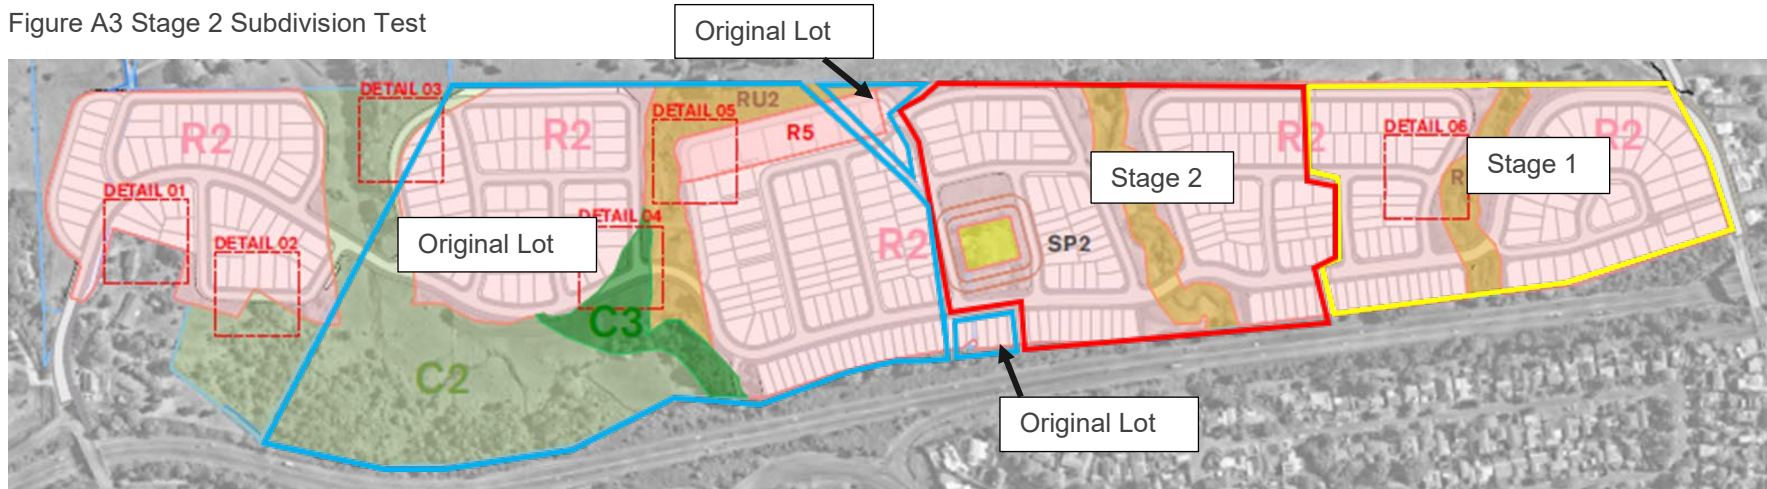 Figure A3 Stage 2 Subdivision Test
Original Lot
DETAIL 03
RU2
DETAIL 05
R5
R2
R2
R2
DETAIL 06
R2
Stage 1
R
Stage 2
DETAIL 01
DETAIL 04
Original Lot
DETAIL 02
R2
SP2
C3
C2
Original Lot